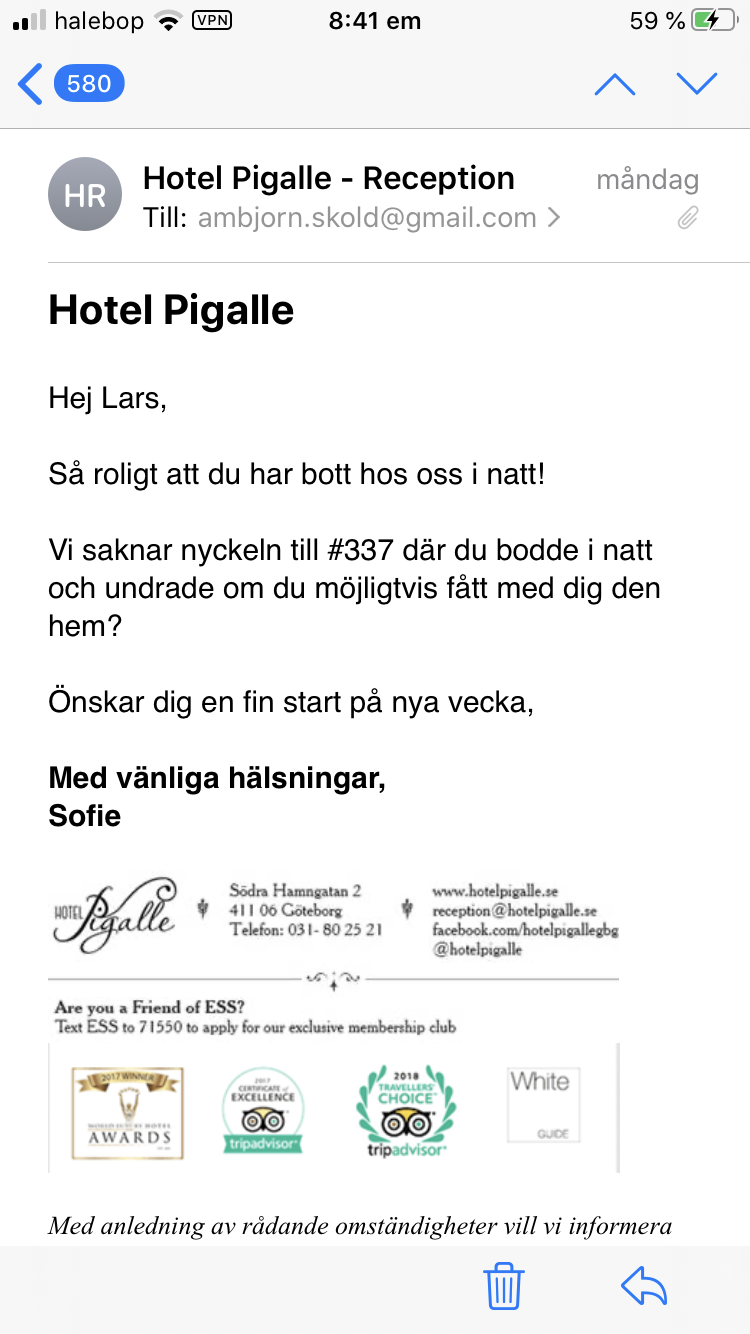 halebop VPN 8:41 em 59 %
580
HR
Hotel Pigalle - Reception måndag
Till: ambjorn.skold@gmail.com
Hotel Pigalle
Hej Lars,
Så roligt att du har bott hos oss i natt!
Vi saknar nyckeln till #337 där du bodde i natt
och undrade om du möjligtvis fått med dig den
hem?
Önskar dig en fin start på nya vecka,
Med vänliga hälsningar,
Sofie
HOTEL Pigalle
Södra Hamngatan 2
411 06 Göteborg
Telefon: 031- 80 25 21
www.hotelpigalle.se
reception@hotelpigalle.se
facebook.com/hotelpigallegbg
@hotelpigalle
Are you a Friend of ESS?
Text ESS to 71550 to apply for our exclusive membership club
2017 WINNER
WORLD LUXURY HOTEL
AWARDS
2017
CERTIFICATE of
EXCELLENCE
tripadvisor
2018
TRAVELLERS'
CHOICE
tripadvisor
White
GUIDE
Med anledning av rådande omständigheter vill vi informera